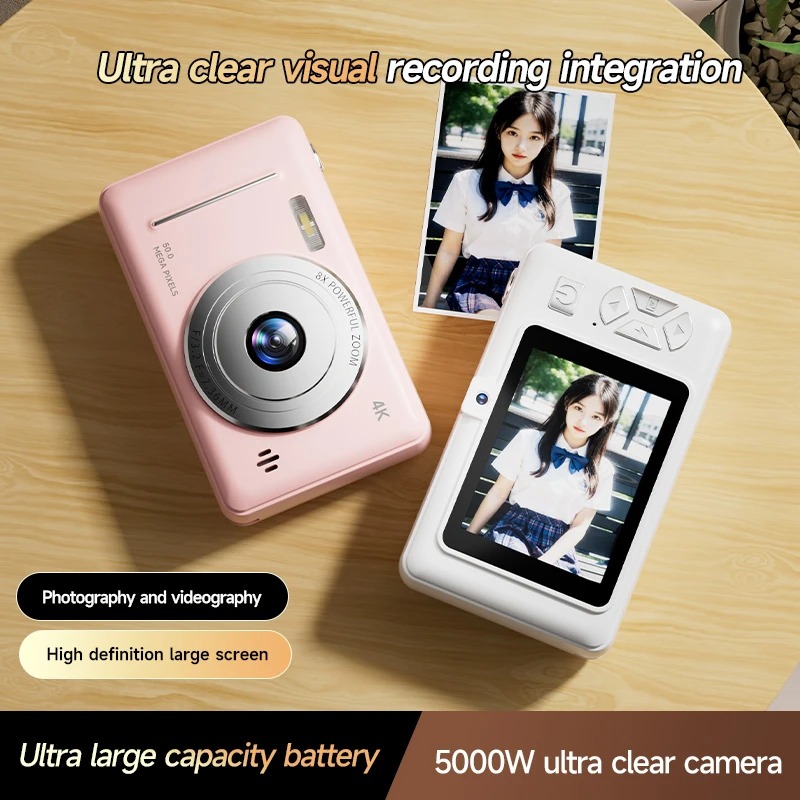 Ultra clear visual recording integration
50.0
MEGA PIXELS
8X POWERFUL ZOOM
4K
Photography and videography
High definition large screen
Ultra large capacity battery
5000W ultra clear camera